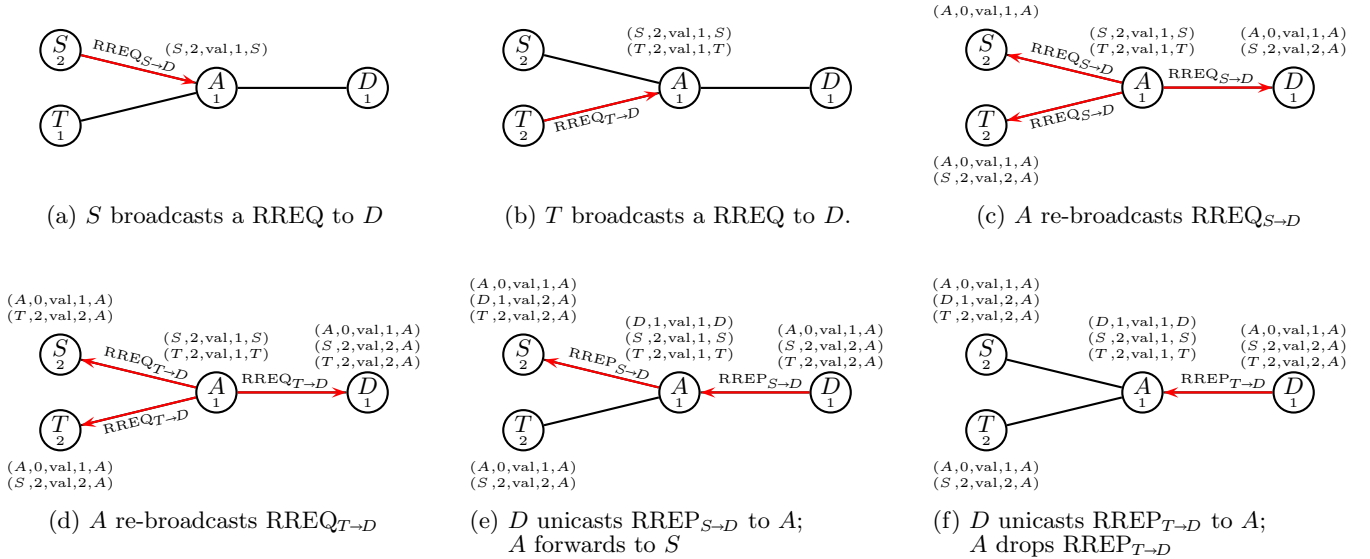 S
2
RREQS→D
(S,2,val,1,S)
A
1
D
1
T
1
(a) S broadcasts a RREQ to D
S
2
(S,2,val,1,S)
(T,2,val,1,T)
A
1
D
1
T
2
RREQT→D
(b) T broadcasts a RREQ to D.
(A,0,val,1,A)
S
2
RREQS→D
(S,2,val,1,S)
(T,2,val,1,T)
A
1
RREQS→D
(A,0,val,1,A)
(S,2,val,2,A)
D
1
T
2
RREQS→D
(A,0,val,1,A)
(S,2,val,2,A)
(c) A re-broadcasts RREQS→D
(A,0,val,1,A)
(T,2,val,2,A)
S
2
RREQT→D
(S,2,val,1,S)
(T,2,val,1,T)
A
1
RREQT→D
(A,0,val,1,A)
(S,2,val,2,A)
(T,2,val,2,A)
D
1
T
2
RREQT→D
(A,0,val,1,A)
(S,2,val,2,A)
(d) A re-broadcasts RREQT→D
(A,0,val,1,A)
(D,1,val,2,A)
(T,2,val,2,A)
S
2
RREPS→D
(D,1,val,1,D)
(S,2,val,1,S)
(T,2,val,1,T)
A
1
RREPS→D
(A,0,val,1,A)
(S,2,val,2,A)
(T,2,val,2,A)
D
1
T
2
(A,0,val,1,A)
(S,2,val,2,A)
(e) D unicasts RREPS→D to A;
A forwards to S
(A,0,val,1,A)
(D,1,val,2,A)
(T,2,val,2,A)
S
2
(D,1,val,1,D)
(S,2,val,1,S)
(T,2,val,1,T)
A
1
RREPT→D
(A,0,val,1,A)
(S,2,val,2,A)
(T,2,val,2,A)
D
1
T
2
(A,0,val,1,A)
(S,2,val,2,A)
(f) D unicasts RREPT→D to A;
A drops RREPT→D